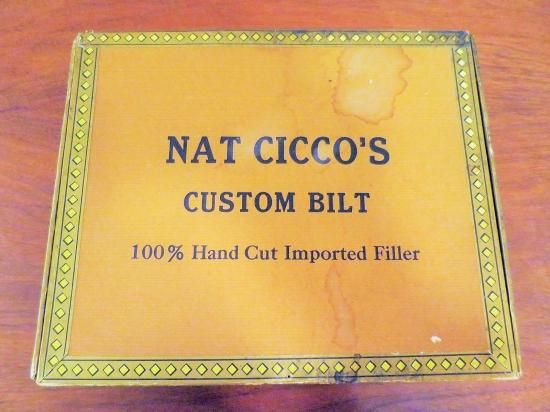 NAT CICCO'S
CUSTOM BILT
100% Hand Cut Imported Filler